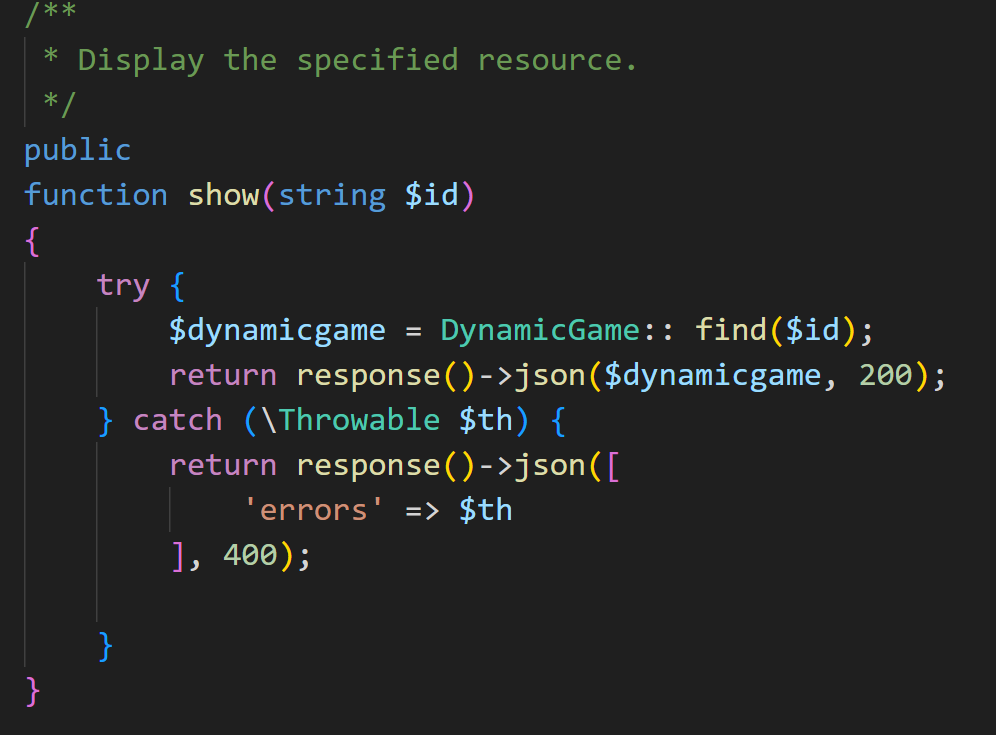 /**
 * Display the specified resource.
 */
public
function show(string $id)
{
    try {
        $dynamicgame = DynamicGame:: find($id);
        return response()->json($dynamicgame, 200);
    } catch (\Throwable $th) {
        return response()->json([
            'errors' => $th
        ], 400);

    }
}